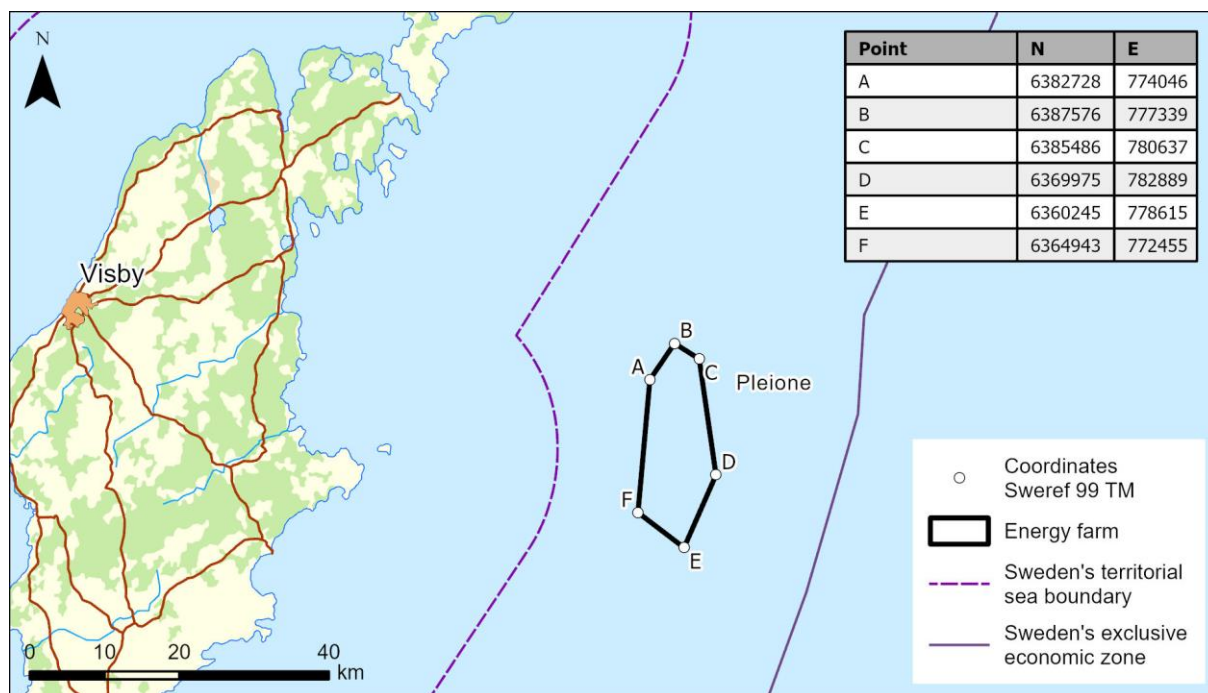 N
Visby
Point N E
A 6382728 774046
B 6387576 777339
C 6385486 780637
D 6369975 782889
E 6360245 778615
F 6364943 772455
B
A
C
Pleione
D
F
E
Coordinates
Sweref 99 TM
Energy farm
Sweden's territorial
sea boundary
Sweden's exclusive
economic zone
0 10 20 40
km